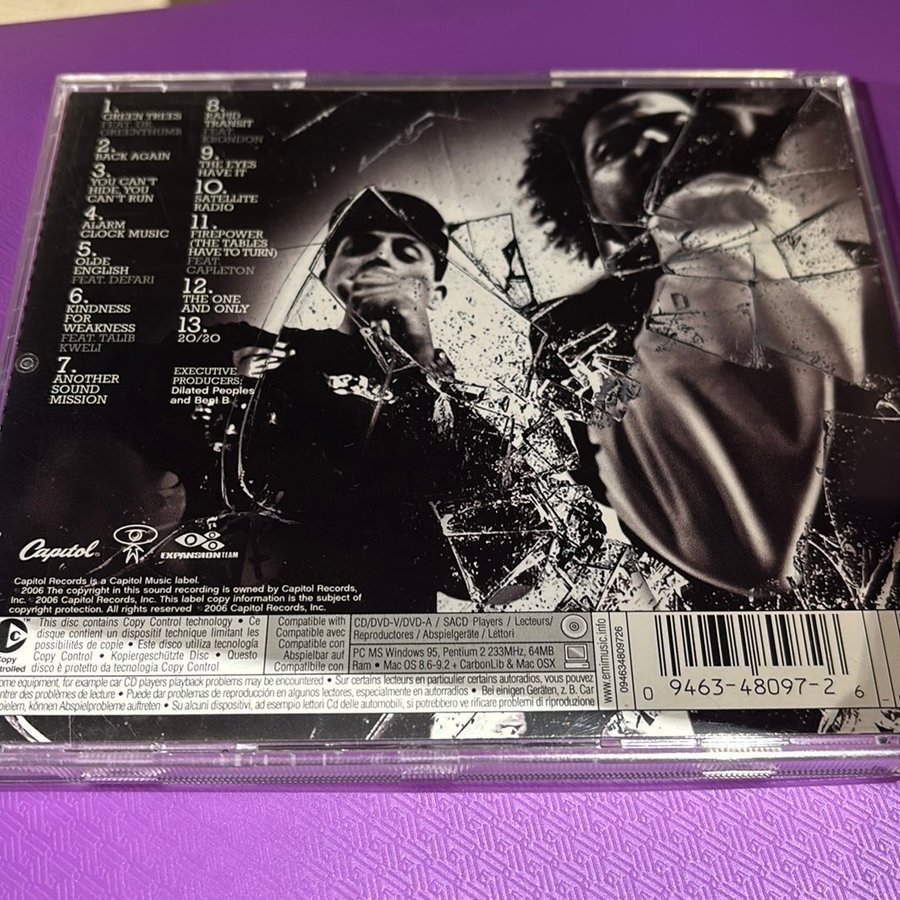 1.
GREEN TREES
FEAT. DR.
GREENTHUMB
2.
BACK AGAIN
3.
YOU CAN'T
HIDE, YOU
CAN'T RUN
4.
ALARM
CLOCK MUSIC
5.
OLDE
ENGLISH
FEAT. DEFARI
6.
KINDNESS
FOR
WEAKNESS
FEAT. TALIB
KWELI
7.
ANOTHER
SOUND
MISSION
8.
RAPID
TRANSIT
FEAT.
KRONDON
9.
THE EYES
HAVE IT
10.
SATELLITE
RADIO
11.
FIREPOWER
(THE TABLES
HAVE TO TURN)
FEAT.
CAPLETON
12.
THE ONE
AND ONLY
13.
20/20
EXECUTIVE
PRODUCERS:
Dilated Peoples
and Beni B
Capitol®
EXPANSION TEAM
Capitol Records is a Capitol Music label.
2006 The copyright in this sound recording is owned by Capitol Records,
Inc. 2006 Capitol Records, Inc. This label copy information is the subject of
copyright protection. All rights reserved 2006 Capitol Records, Inc.
Copy
Controlled
This disc contains Copy Control technology • Ce
disque contient un dispositif technique limitant les
possibilités de copie • Este disco utiliza tecnología
Copy Control • Kopiergeschützte Disc • Questo
disco è protetto da tecnologia Copy Control
Compatible with
Compatible avec
Compatible con
Abspielbar auf
Compatibile con
CD/DVD-V/DVD-A / SACD Players / Lecteurs/
Reproductores / Abspielgeräte / Lettori
PC MS Windows 95, Pentium 2 233MHz, 64MB
Ram • Mac OS 8.6-9.2 + CarbonLib & Mac OSX
ome equipment, for example car CD players playback problems may be encountered • Sur certains lecteurs en particulier certains autoradios, vous pouvez
ntrer des problèmes de lecture • Puede dar problemas de reproducción en algunos lectores, especialmente en autorradios • Bei einigen Geräten, z. B. Car
pielern, können Abspielprobleme auftreten • Su alcuni dispositivi, ad esempio lettori Cd delle automobili, si potrebbero verificare problemi di riproduzione
www.emimusic.info
094634809726
0 9463-48097-2 6